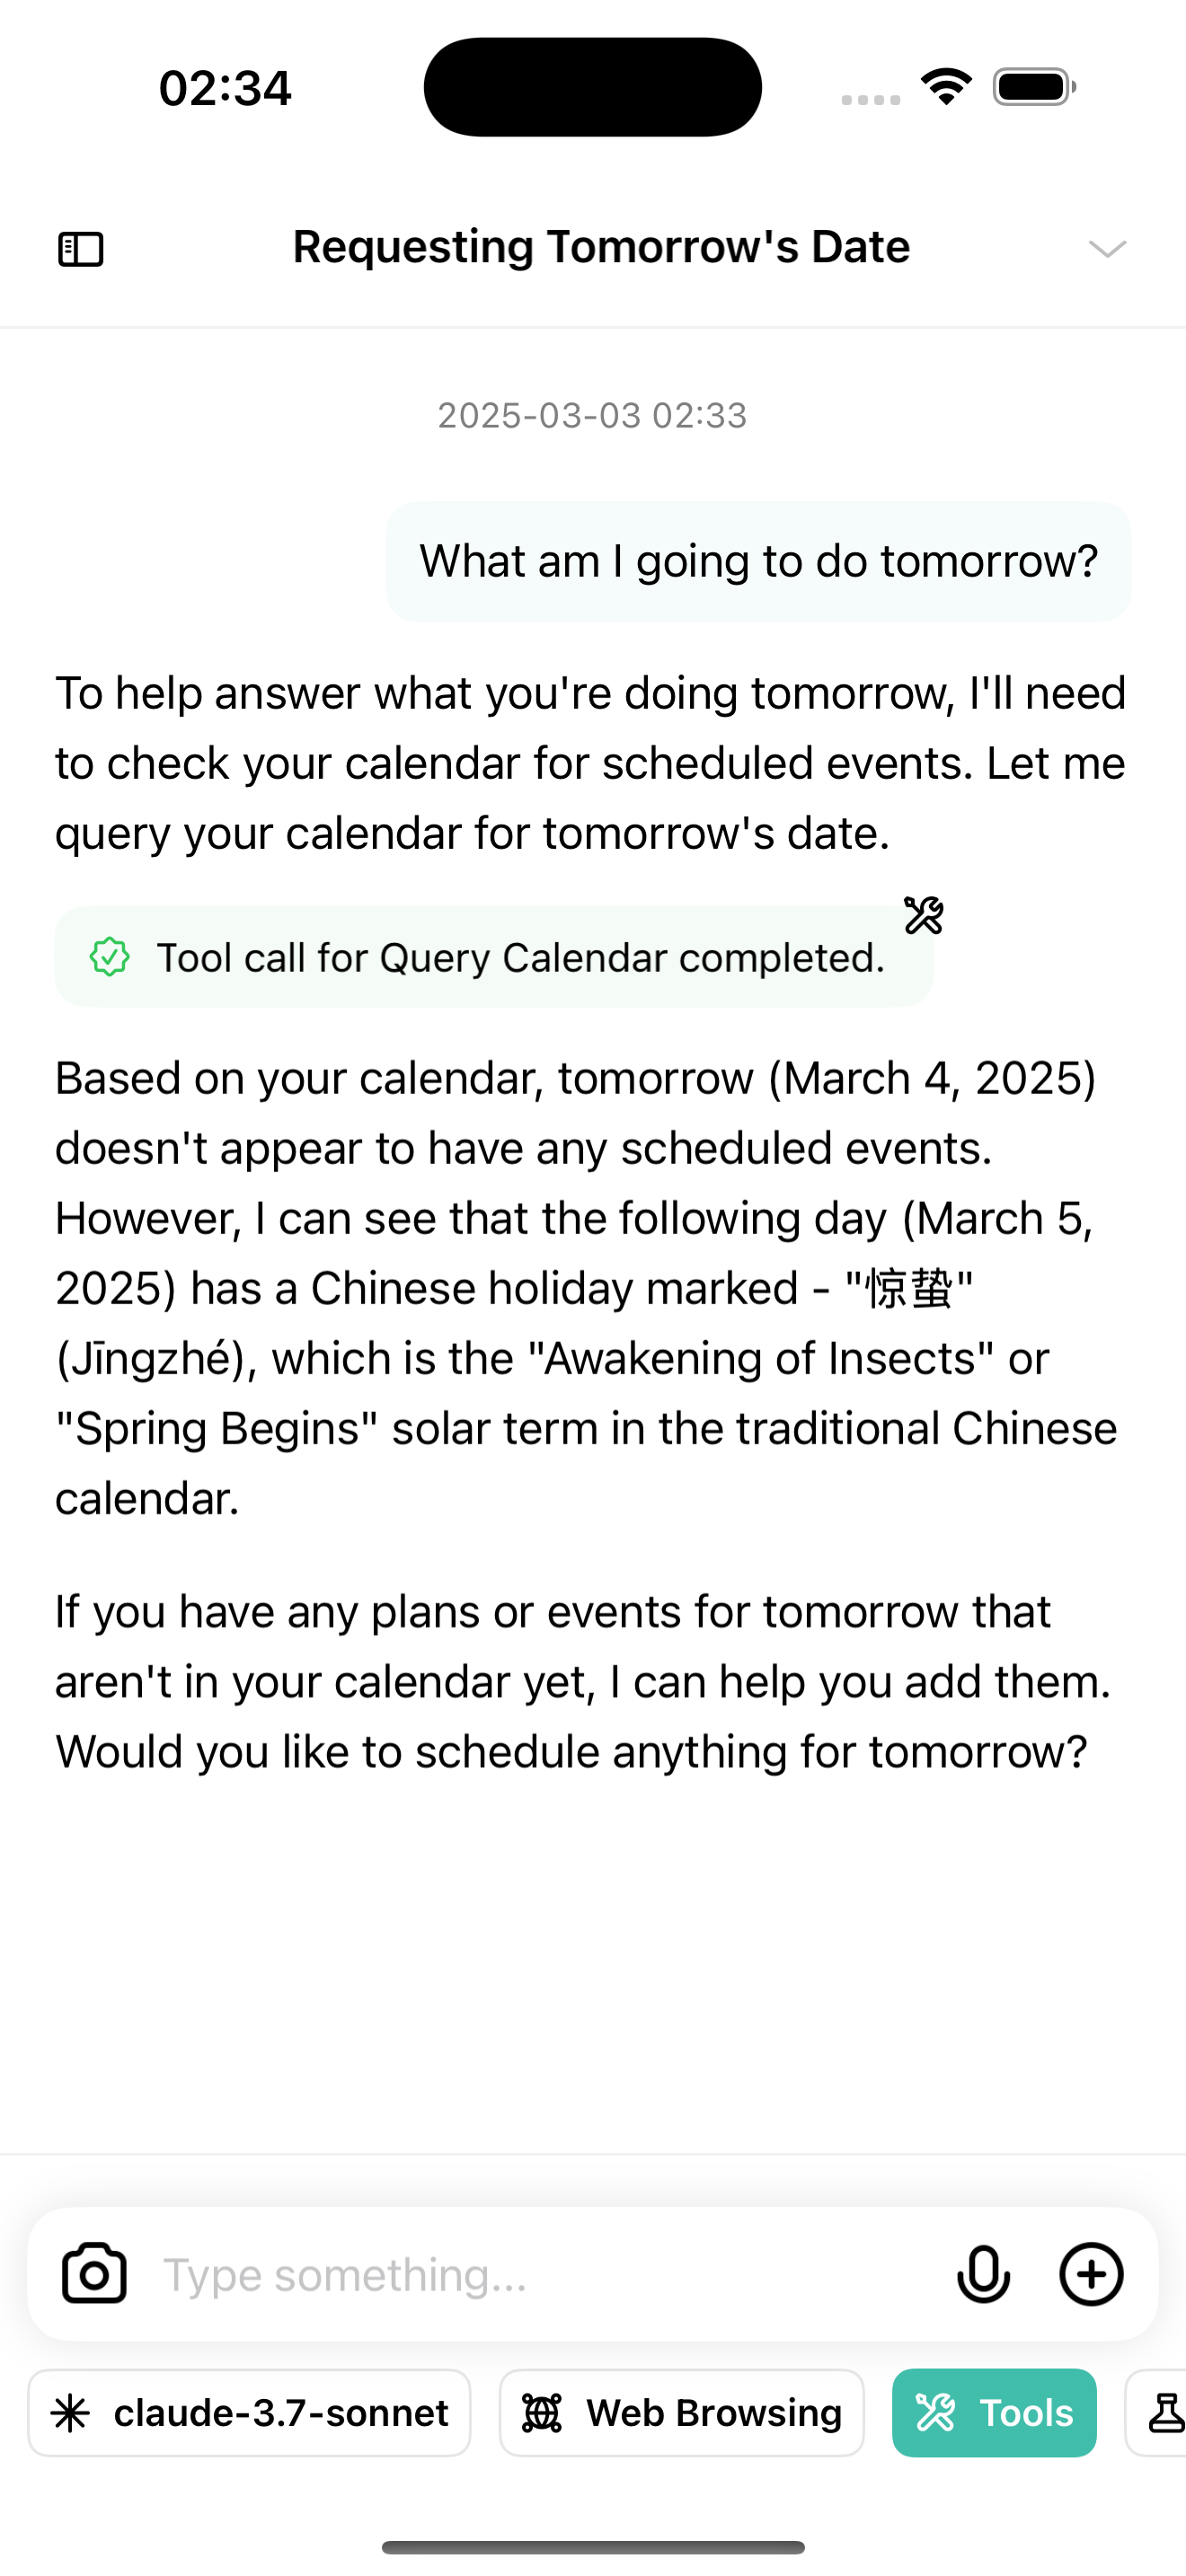 02:34
Requesting Tomorrow's Date
2025-03-03 02:33
What am I going to do tomorrow?
To help answer what you're doing tomorrow, I'll need
to check your calendar for scheduled events. Let me
query your calendar for tomorrow's date.
Tool call for Query Calendar completed.
Based on your calendar, tomorrow (March 4, 2025)
doesn't appear to have any scheduled events.
However, I can see that the following day (March 5,
2025) has a Chinese holiday marked - "惊蛰"
(Jīngzhé), which is the "Awakening of Insects" or
"Spring Begins" solar term in the traditional Chinese
calendar.
If you have any plans or events for tomorrow that
aren't in your calendar yet, I can help you add them.
Would you like to schedule anything for tomorrow?
Type something...
claude-3.7-sonnet
Web Browsing
Tools